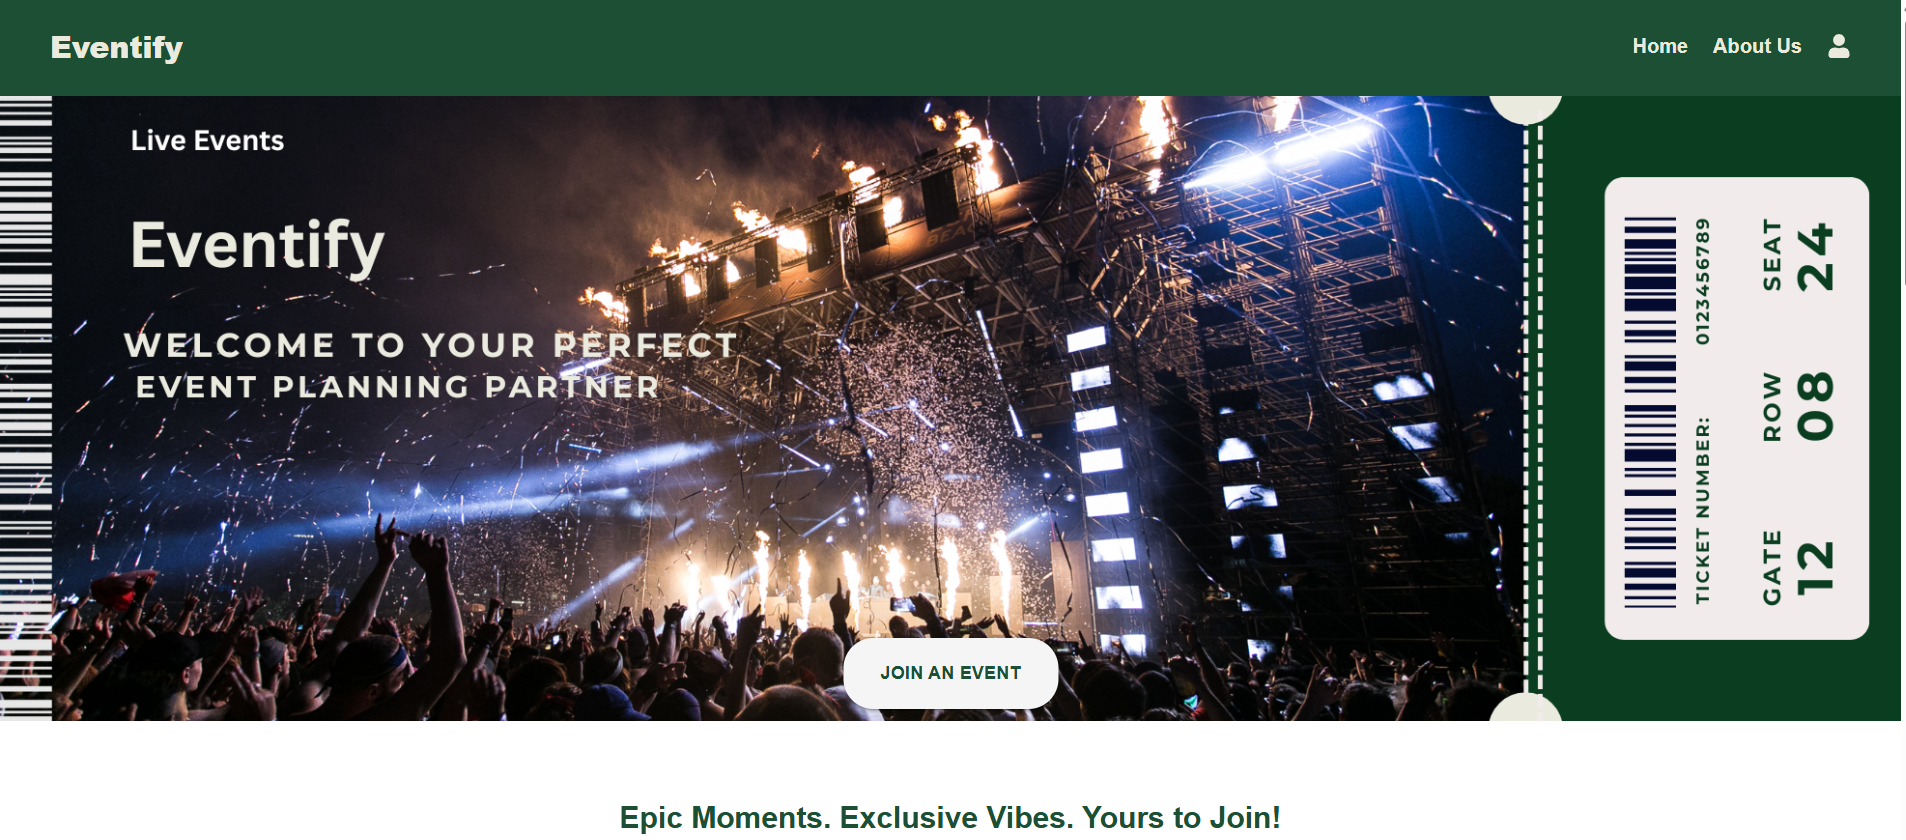 Eventify
Home About Us
Live Events
Eventify
WELCOME TO YOUR PERFECT
EVENT PLANNING PARTNER
JOIN AN EVENT
TICKET NUMBER: 0123456789
GATE ROW SEAT
12 08 24
Epic Moments. Exclusive Vibes. Yours to Join!